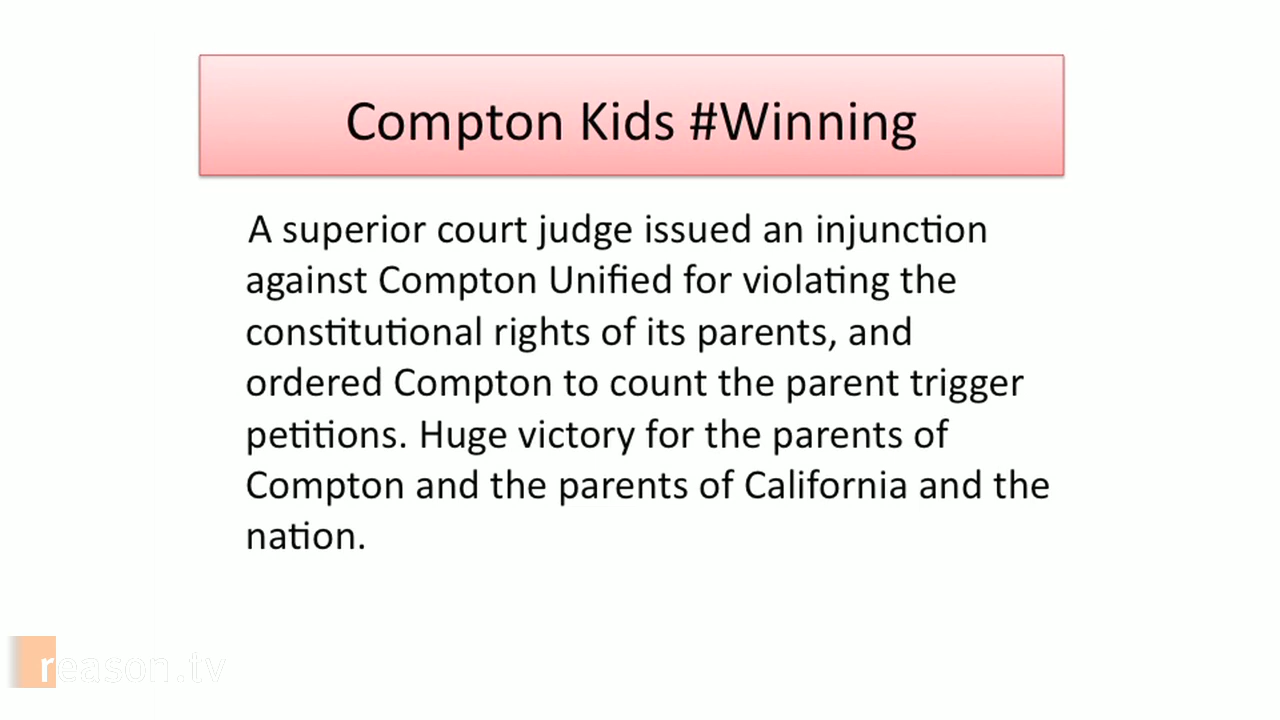 Compton Kids #Winning
A superior court judge issued an injunction
against Compton Unified for violating the
constitutional rights of its parents, and
ordered Compton to count the parent trigger
petitions. Huge victory for the parents of
Compton and the parents of California and the
nation.
reason.tv